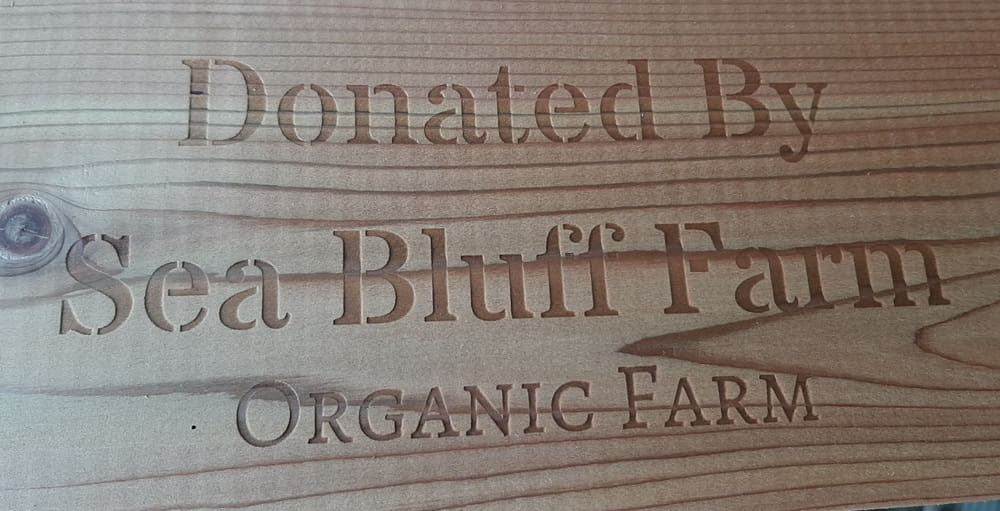 Donated By
Sea Bluff Farm
ORGANIC FARM